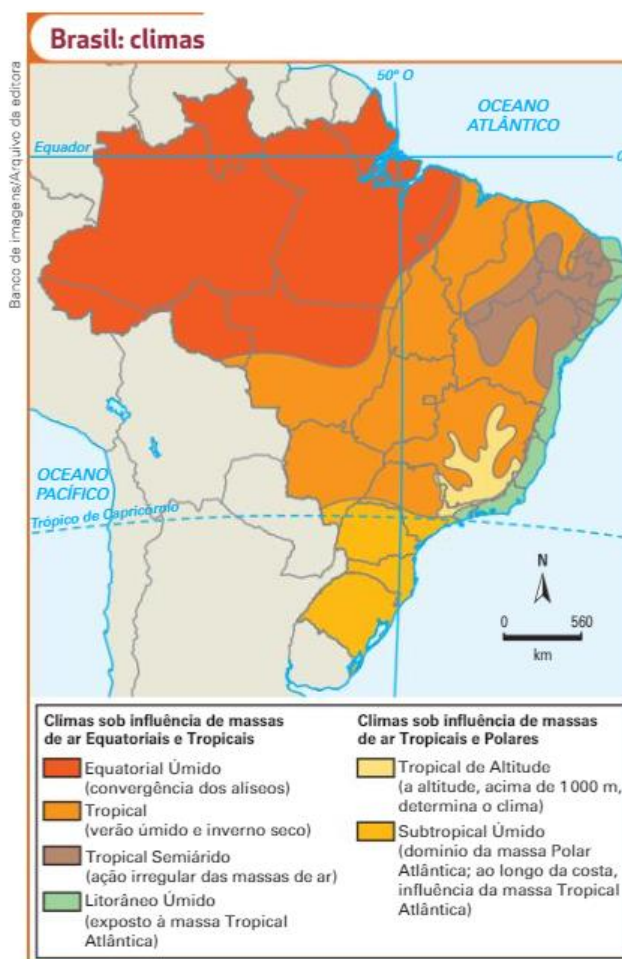 Brasil: climas
Banco de imagens/Arquivo da editora
50º O
OCEANO
ATLÂNTICO
Equador
0
OCEANO
PACÍFICO
Trópico de Capricórnio
N
0 560
km
Climas sob influência de massas
de ar Equatoriais e Tropicais
Equatorial Úmido
(convergência dos alíseos)
Tropical
(verão úmido e inverno seco)
Tropical Semiárido
(ação irregular das massas de ar)
Litorâneo Úmido
(exposto à massa Tropical
Atlântica)
Climas sob influência de massas
de ar Tropicais e Polares
Tropical de Altitude
(a altitude, acima de 1 000 m,
determina o clima)
Subtropical Úmido
(domínio da massa Polar
Atlântica; ao longo da costa,
influência da massa Tropical
Atlântica)